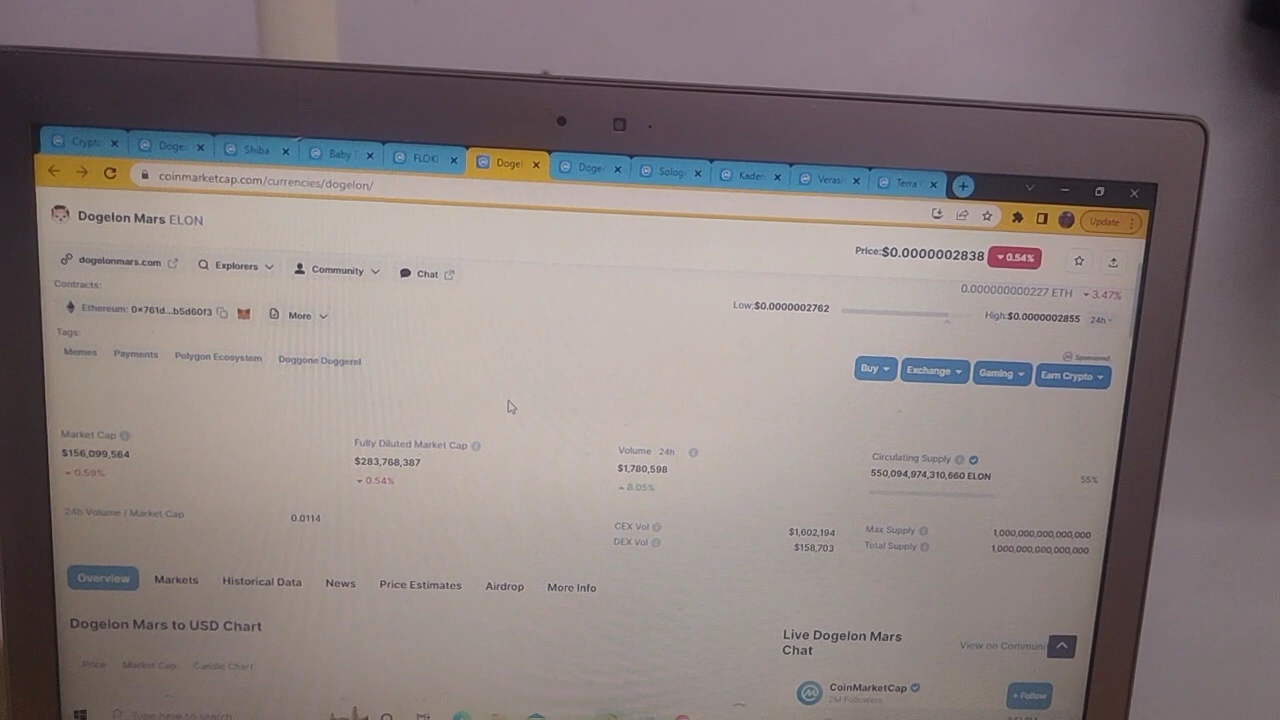 Crypto Doge Shiba Baby FLOKI Dogel Doge Sologe Kaden Verasi Terra
coinmarketcap.com/currencies/dogelon/
Update
Dogelon Mars ELON
Price:$0.0000002838 0.54%
dogelonmars.com Explorers Community Chat
0.000000000227 ETH 3.47%
Contracts:
Low:$0.0000002762 High:$0.0000002855 24h
Ethereum: 0x761d...b5d60f3 More
Tags:
Memes Payments Polygon Ecosystem Doggone Doggerel
Sponsored
Buy Exchange Gaming Earn Crypto
Market Cap Fully Diluted Market Cap Volume 24h Circulating Supply
$156,099,564 $283,768,387 $1,780,598 550,094,974,310,660 ELON 55%
0.59% 0.54% 8.05%
24h Volume / Market Cap 0.0114
CEX Vol $1,602,194 Max Supply 1,000,000,000,000,000
DEX Vol $158,703 Total Supply 1,000,000,000,000,000
Overview Markets Historical Data News Price Estimates Airdrop More Info
Dogelon Mars to USD Chart
Live Dogelon Mars
Chat
View on Communi
Price Market Cap Candle Chart
CoinMarketCap + Follow
2M Followers
Type here to search